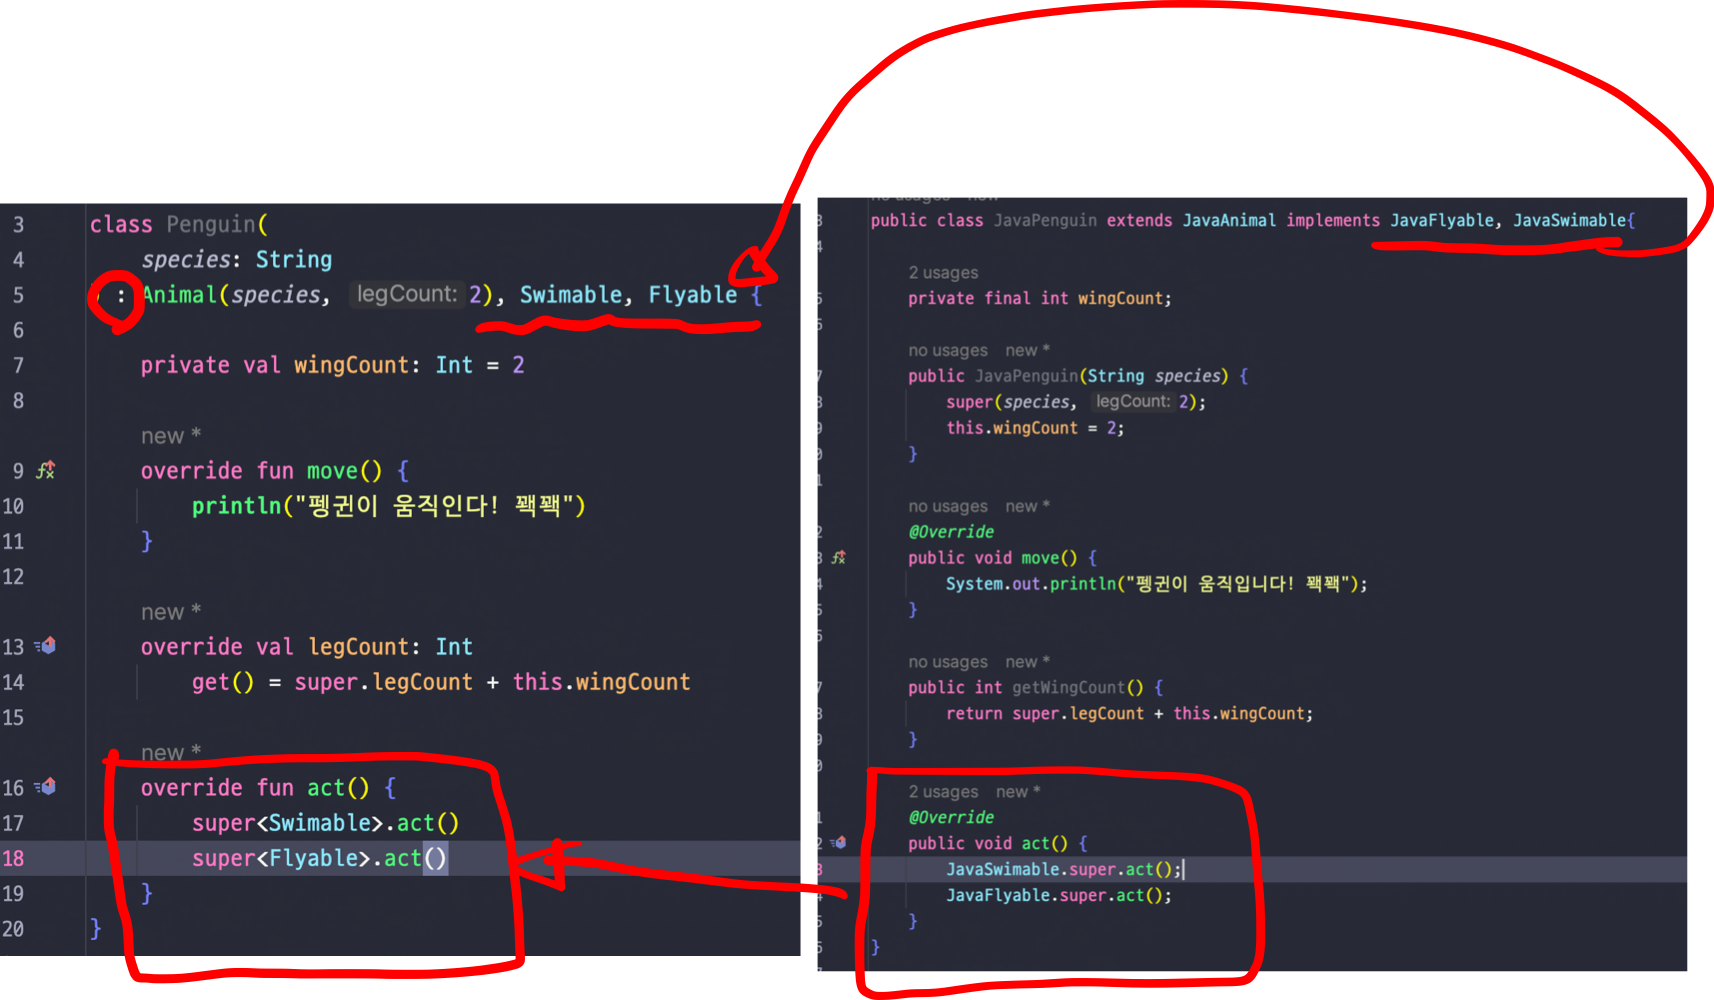 3 class Penguin(
4 species: String
5 ) : Animal(species, legCount: 2), Swimable, Flyable {
6
7 private val wingCount: Int = 2
8
new *
9 override fun move() {
10 println("펭귄이 움직인다! 꽥꽥")
11 }
12
new *
13 override val legCount: Int
14 get() = super.legCount + this.wingCount
15
new *
16 override fun act() {
17 super<Swimable>.act()
18 super<Flyable>.act()
19 }
20 }
no usages new *
public class JavaPenguin extends JavaAnimal implements JavaFlyable, JavaSwimable{
2 usages
private final int wingCount;
no usages new *
public JavaPenguin(String species) {
super(species, legCount: 2);
this.wingCount = 2;
}
no usages new *
@Override
public void move() {
System.out.println("펭귄이 움직입니다! 꽥꽥");
}
no usages new *
public int getWingCount() {
return super.legCount + this.wingCount;
}
2 usages new *
@Override
public void act() {
JavaSwimable.super.act();
JavaFlyable.super.act();
}
}